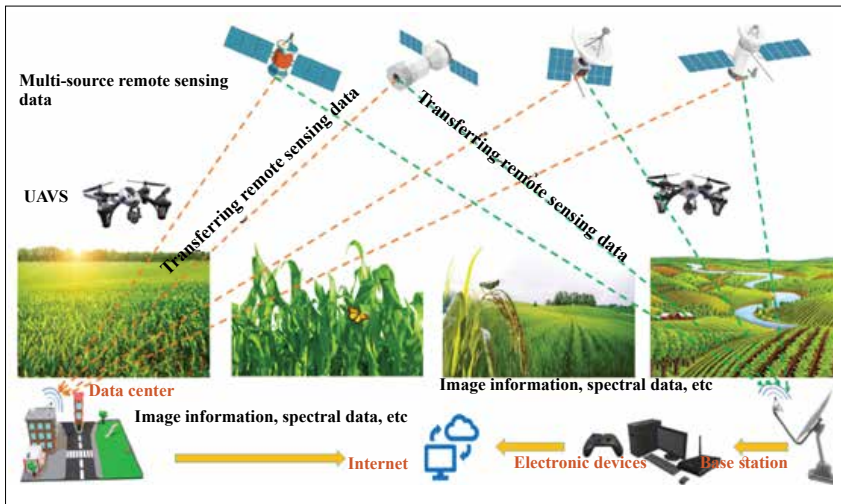 Multi-source remote sensing
data
Transferring remote sensing data
Transferring remote sensing data
UAVS
Data center
Image information, spectral data, etc
Image information, spectral data, etc
Internet
Electronic devices
Base station